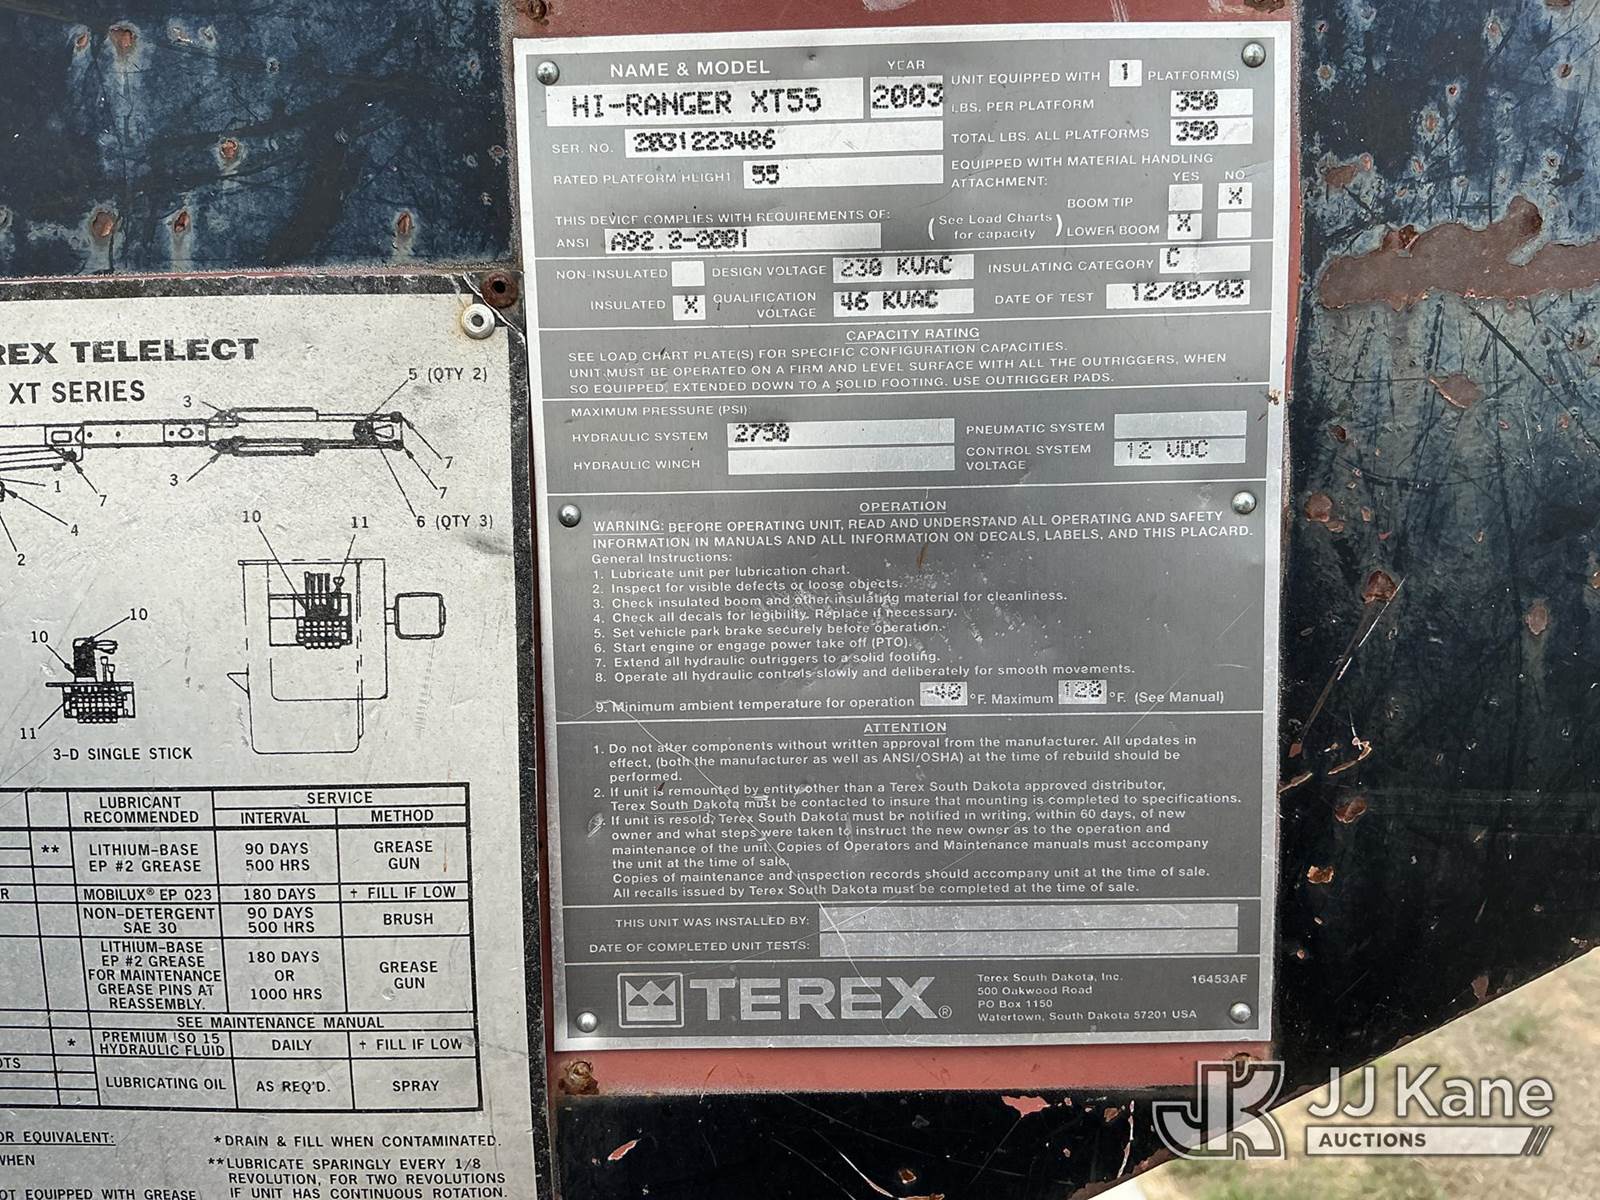 NAME & MODEL
YEAR
HI-RANGER XT55
2003
SER. NO. 2031223486
RATED PLATFORM HEIGHT 55
THIS DEVICE COMPLIES WITH REQUIREMENTS OF:
ANSI A92.2-2001
UNIT EQUIPPED WITH 1 PLATFORM(S)
LBS. PER PLATFORM 350
TOTAL LBS. ALL PLATFORMS 350
EQUIPPED WITH MATERIAL HANDLING
ATTACHMENT: YES NO
BOOM TIP X
(See Load Charts for capacity) LOWER BOOM X
NON-INSULATED DESIGN VOLTAGE 230 KVAC INSULATING CATEGORY C
INSULATED X QUALIFICATION VOLTAGE 46 KVAC DATE OF TEST 12/09/03
CAPACITY RATING
SEE LOAD CHART PLATE(S) FOR SPECIFIC CONFIGURATION CAPACITIES.
UNIT MUST BE OPERATED ON A FIRM AND LEVEL SURFACE WITH ALL THE OUTRIGGERS, WHEN
SO EQUIPPED, EXTENDED DOWN TO A SOLID FOOTING. USE OUTRIGGER PADS.
MAXIMUM PRESSURE (PSI):
HYDRAULIC SYSTEM 2750 PNEUMATIC SYSTEM
HYDRAULIC WINCH CONTROL SYSTEM VOLTAGE 12 VDC
OPERATION
WARNING: BEFORE OPERATING UNIT, READ AND UNDERSTAND ALL OPERATING AND SAFETY
INFORMATION IN MANUALS AND ALL INFORMATION ON DECALS, LABELS, AND THIS PLACARD.
General Instructions:
1. Lubricate unit per lubrication chart.
2. Inspect for visible defects or loose objects.
3. Check insulated boom and other insulating material for cleanliness.
4. Check all decals for legibility. Replace if necessary.
5. Set vehicle park brake securely before operation.
6. Start engine or engage power take off (PTO).
7. Extend all hydraulic outriggers to a solid footing.
8. Operate all hydraulic controls slowly and deliberately for smooth movements.
9. Minimum ambient temperature for operation -40 °F. Maximum 120 °F. (See Manual)
ATTENTION
1. Do not alter components without written approval from the manufacturer. All updates in
effect, (both the manufacturer as well as ANSI/OSHA) at the time of rebuild should be
performed.
2. If unit is remounted by entity other than a Terex South Dakota approved distributor,
Terex South Dakota must be contacted to insure that mounting is completed to specifications.
3. If unit is resold, Terex South Dakota must be notified in writing, within 60 days, of new
owner and what steps were taken to instruct the new owner as to the operation and
maintenance of the unit. Copies of Operators and Maintenance manuals must accompany
the unit at the time of sale.
Copies of maintenance and inspection records should accompany unit at the time of sale.
All recalls issued by Terex South Dakota must be completed at the time of sale.
THIS UNIT WAS INSTALLED BY:
DATE OF COMPLETED UNIT TESTS:
TEREX®
Terex South Dakota, Inc.
500 Oakwood Road
PO Box 1150
Watertown, South Dakota 57201 USA
16453AF
REX TELELECT
XT SERIES
3
5 (QTY 2)
7
1
7
3
7
4
6 (QTY 3)
2
10
11
10
10
11
3-D SINGLE STICK
LUBRICANT RECOMMENDED
SERVICE
INTERVAL
METHOD
** LITHIUM-BASE EP #2 GREASE 90 DAYS 500 HRS GREASE GUN
R MOBILUX® EP 023 180 DAYS † FILL IF LOW
NON-DETERGENT SAE 30 90 DAYS 500 HRS BRUSH
LITHIUM-BASE EP #2 GREASE FOR MAINTENANCE GREASE PINS AT REASSEMBLY. 180 DAYS OR 1000 HRS GREASE GUN
SEE MAINTENANCE MANUAL
* PREMIUM ISO 15 HYDRAULIC FLUID DAILY † FILL IF LOW
OTS
LUBRICATING OIL AS REQ'D. SPRAY
OR EQUIVALENT:
WHEN
OT EQUIPPED WITH GREASE
*DRAIN & FILL WHEN CONTAMINATED.
**LUBRICATE SPARINGLY EVERY 1/8
REVOLUTION, FOR TWO REVOLUTIONS
IF UNIT HAS CONTINUOUS ROTATION.
JK JJ Kane
AUCTIONS